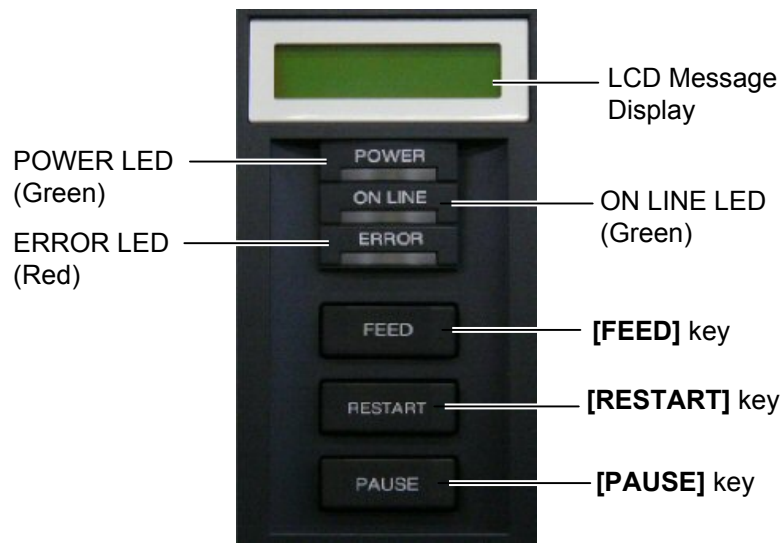 LCD Message
Display
POWER LED
(Green)
POWER
ON LINE
ON LINE LED
(Green)
ERROR LED
(Red)
ERROR
FEED
[FEED] key
RESTART
[RESTART] key
PAUSE
[PAUSE] key